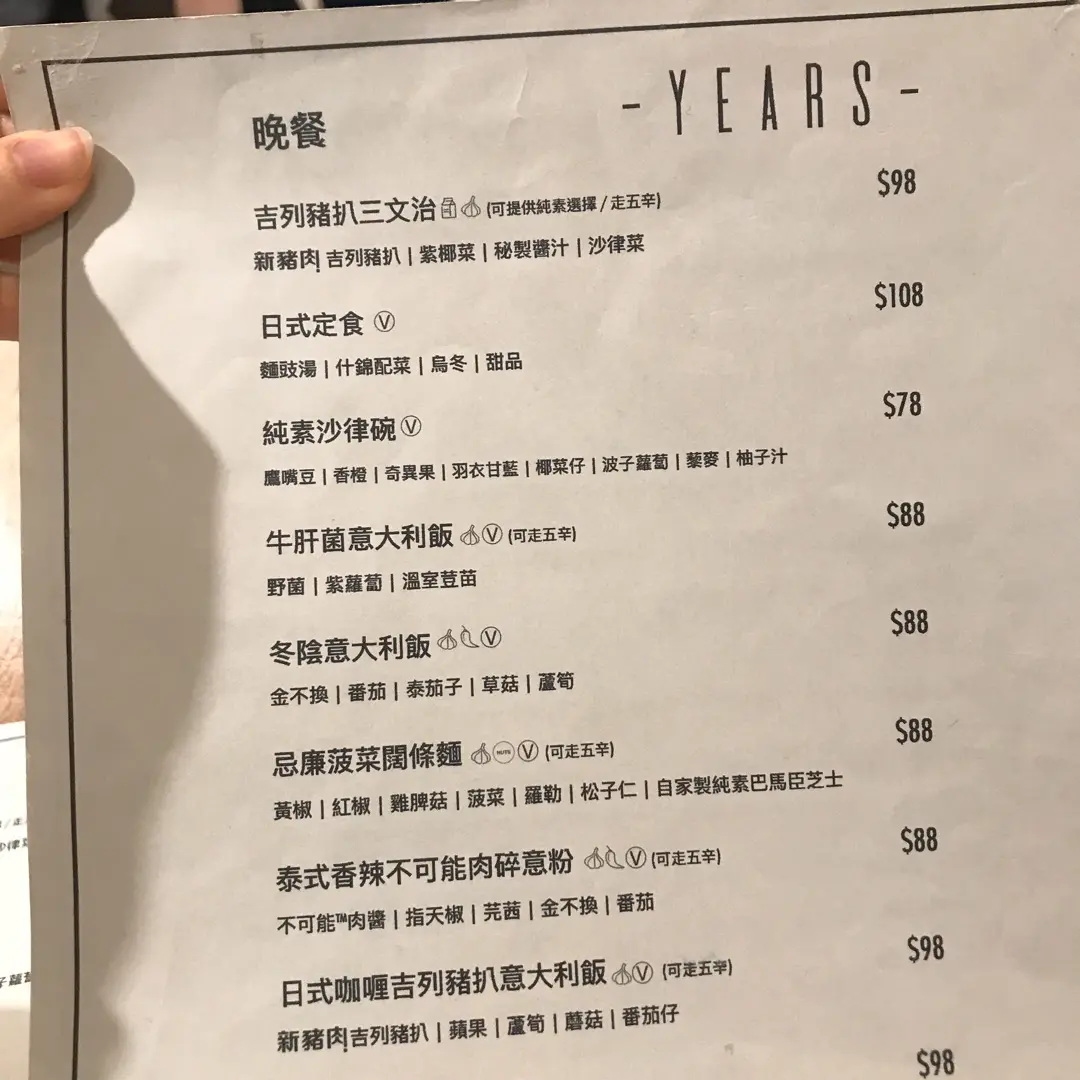 - YEARS -
晚餐
吉列豬扒三文治 (可提供純素選擇 / 走五辛) $98
新豬肉 吉列豬扒 | 紫椰菜 | 秘製醬汁 | 沙律菜
日式定食 Ⓥ $108
麵豉湯 | 什錦配菜 | 烏冬 | 甜品
純素沙律碗 Ⓥ $78
鷹嘴豆 | 香橙 | 奇異果 | 羽衣甘藍 | 椰菜仔 | 波子蘿蔔 | 藜麥 | 柚子汁
牛肝菌意大利飯 Ⓥ (可走五辛) $88
野菌 | 紫蘿蔔 | 溫室荳苗
冬陰意大利飯 Ⓥ $88
金不換 | 番茄 | 泰茄子 | 草菇 | 蘆筍
忌廉菠菜闊條麵 NUTS Ⓥ (可走五辛) $88
黃椒 | 紅椒 | 雞脾菇 | 菠菜 | 羅勒 | 松子仁 | 自家製純素巴馬臣芝士
泰式香辣不可能肉碎意粉 Ⓥ (可走五辛) $88
不可能™肉醬 | 指天椒 | 芫茜 | 金不換 | 番茄
日式咖喱吉列豬扒意大利飯 Ⓥ (可走五辛) $98
新豬肉 吉列豬扒 | 蘋果 | 蘆筍 | 蘑菇 | 番茄仔
$98